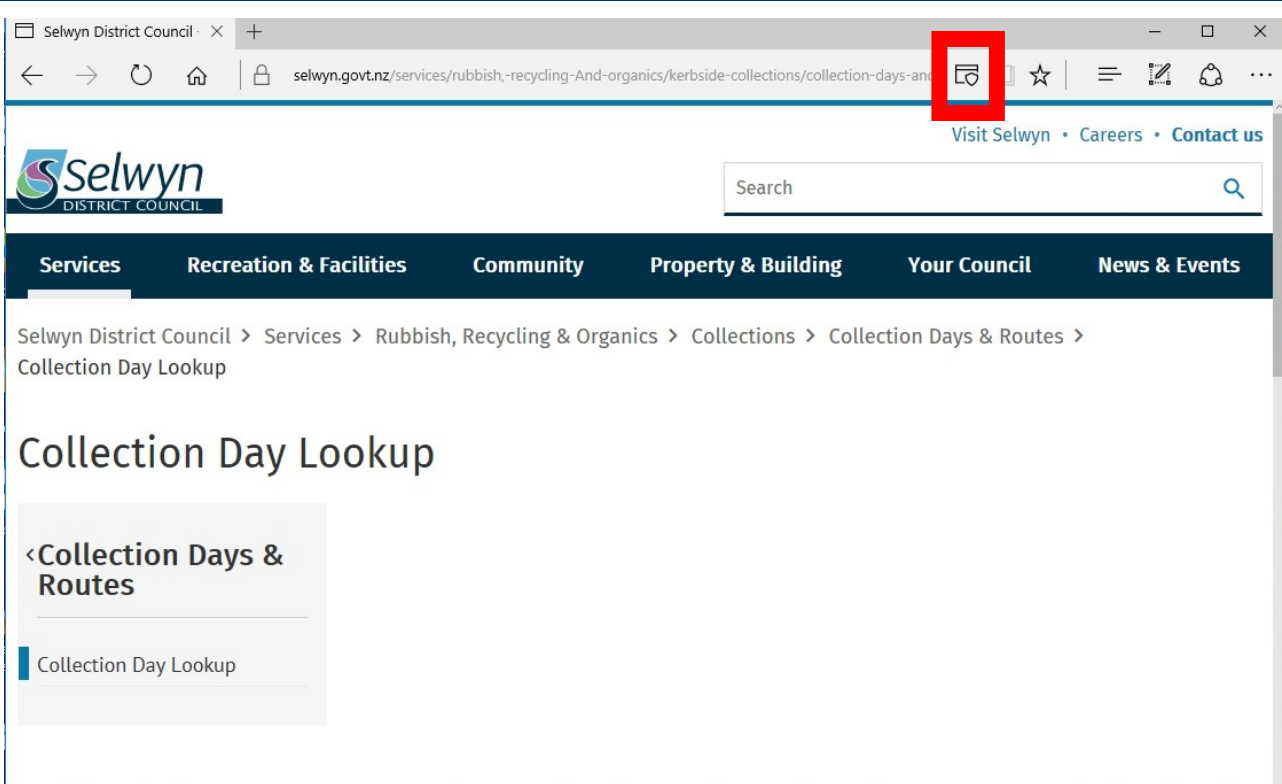 Selwyn District Council ·
selwyn.govt.nz/services/rubbish,-recycling-And-organics/kerbside-collections/collection-days-and
Visit Selwyn • Careers • Contact us
Selwyn
DISTRICT COUNCIL
Search
Services Recreation & Facilities Community Property & Building Your Council News & Events
Selwyn District Council > Services > Rubbish, Recycling & Organics > Collections > Collection Days & Routes >
Collection Day Lookup
Collection Day Lookup
<Collection Days &
Routes
Collection Day Lookup